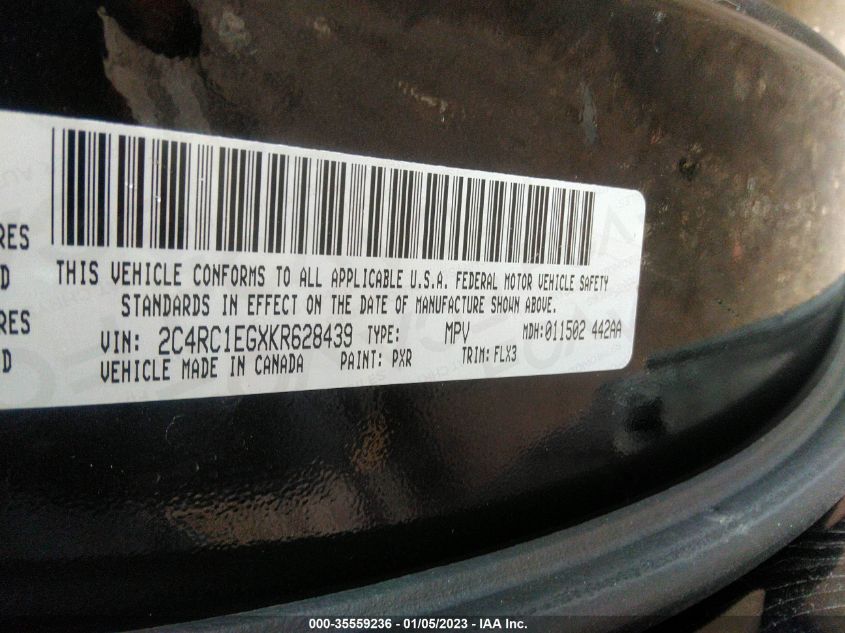 RES
D
RES
D
THIS VEHICLE CONFORMS TO ALL APPLICABLE U.S.A. FEDERAL MOTOR VEHICLE SAFETY
STANDARDS IN EFFECT ON THE DATE OF MANUFACTURE SHOWN ABOVE.
VIN: 2C4RC1EGXKR628439 TYPE: MPV MDH:011502 442AA
VEHICLE MADE IN CANADA PAINT: PXR TRIM: FLX3
000-35559236 - 01/05/2023 - IAA Inc.